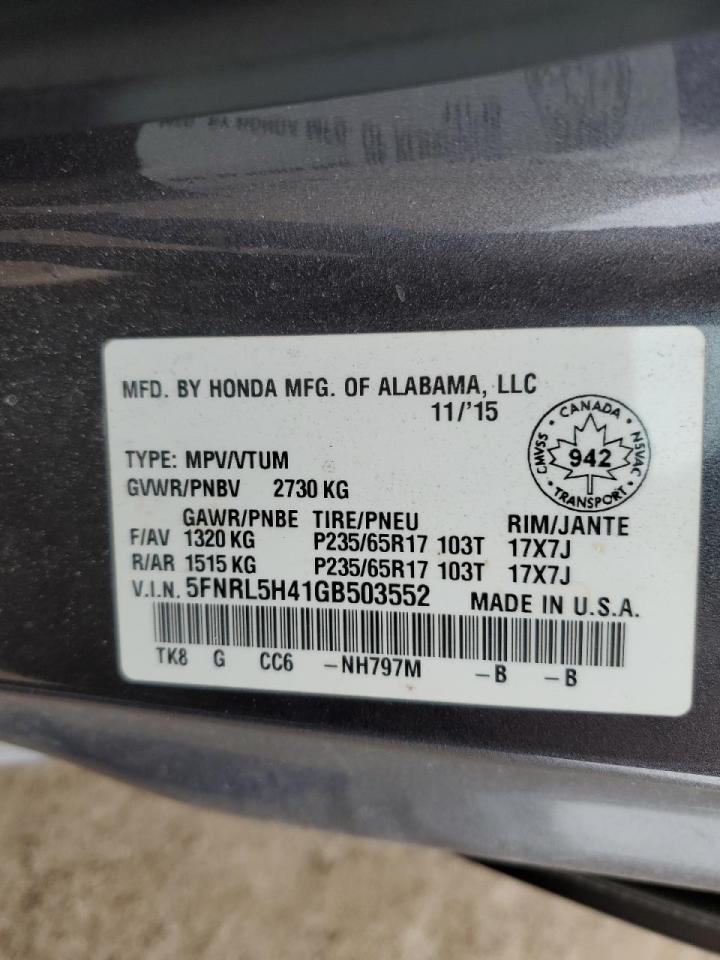 MFD. BY HONDA MFG. OF ALABAMA, LLC
11/'15
CANADA
CMVSS
942
NSVAC
TRANSPORT
TYPE: MPV/VTUM
GVWR/PNBV 2730 KG
GAWR/PNBE TIRE/PNEU RIM/JANTE
F/AV 1320 KG P235/65R17 103T 17X7J
R/AR 1515 KG P235/65R17 103T 17X7J
V.I.N. 5FNRL5H41GB503552 MADE IN U.S.A.
TK8 G CC6 -NH797M -B -B